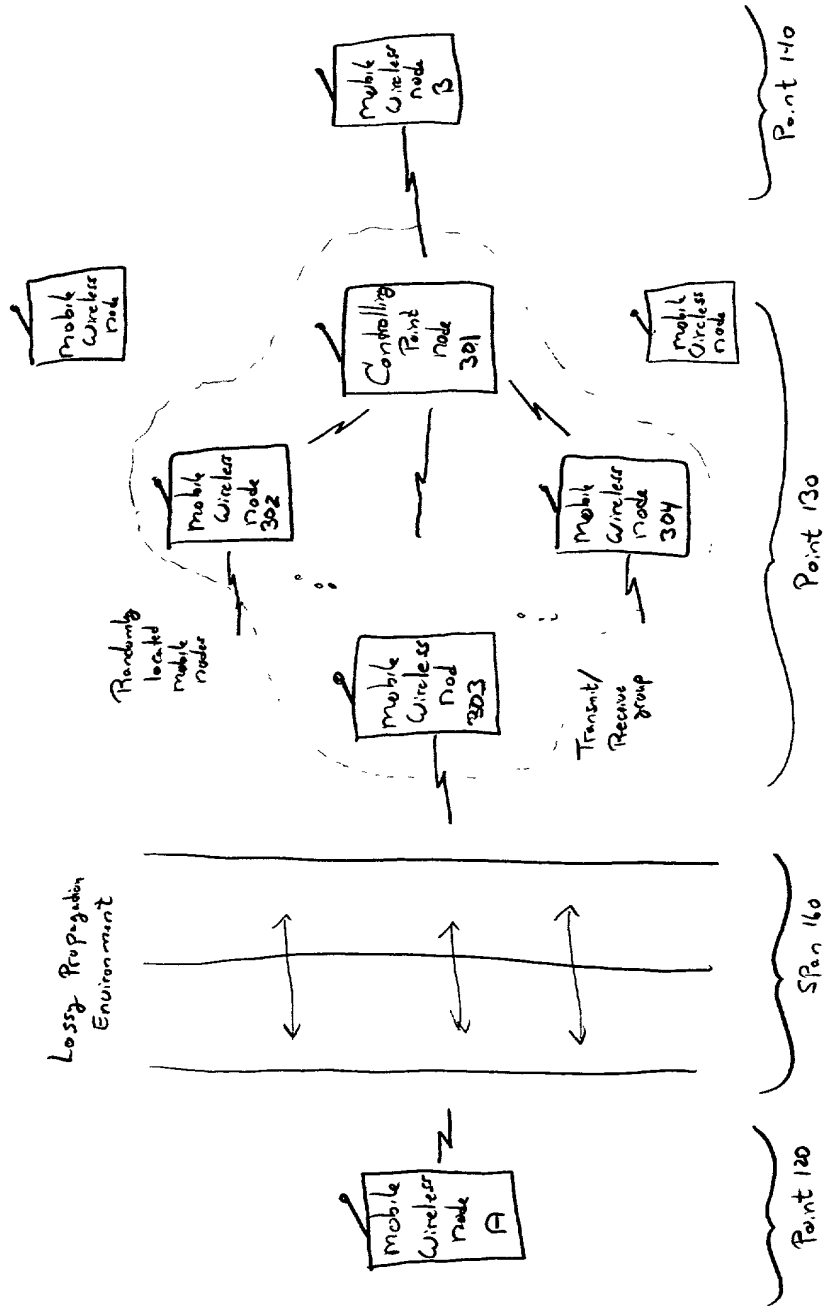 Lossy Propagation
Environment
Randomly
located
mobile
nodes
Mobile
Wireless
node
Mobile
Wireless
node
A
Mobile
Wireless
nod
303
Mobile
Wireless
node
302
Controlling
Point
node
301
Mobile
Wireless
node
B
Transmit/
Receive
group
Mobile
Wireless
node
304
Mobile
Wireless
node
Point 120
Span 160
Point 130
Point 140